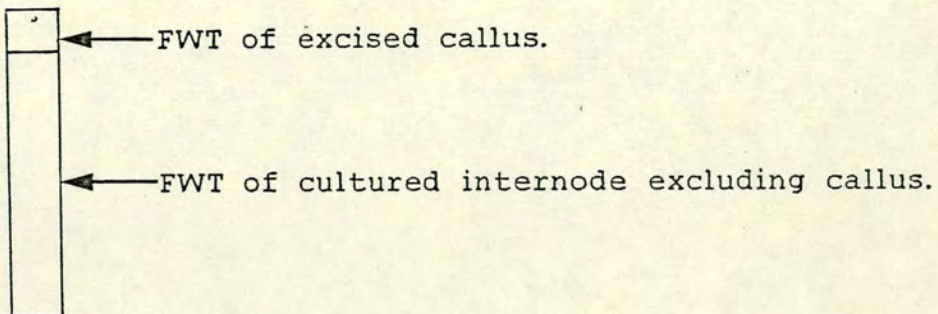 FWT of excised callus.
FWT of cultured internode excluding callus.